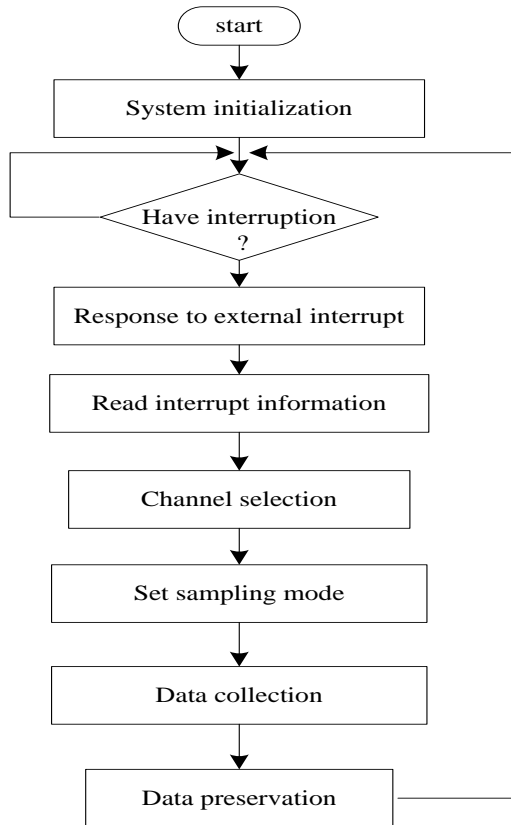 start
System initialization
Have interruption
?
Response to external interrupt
Read interrupt information
Channel selection
Set sampling mode
Data collection
Data preservation